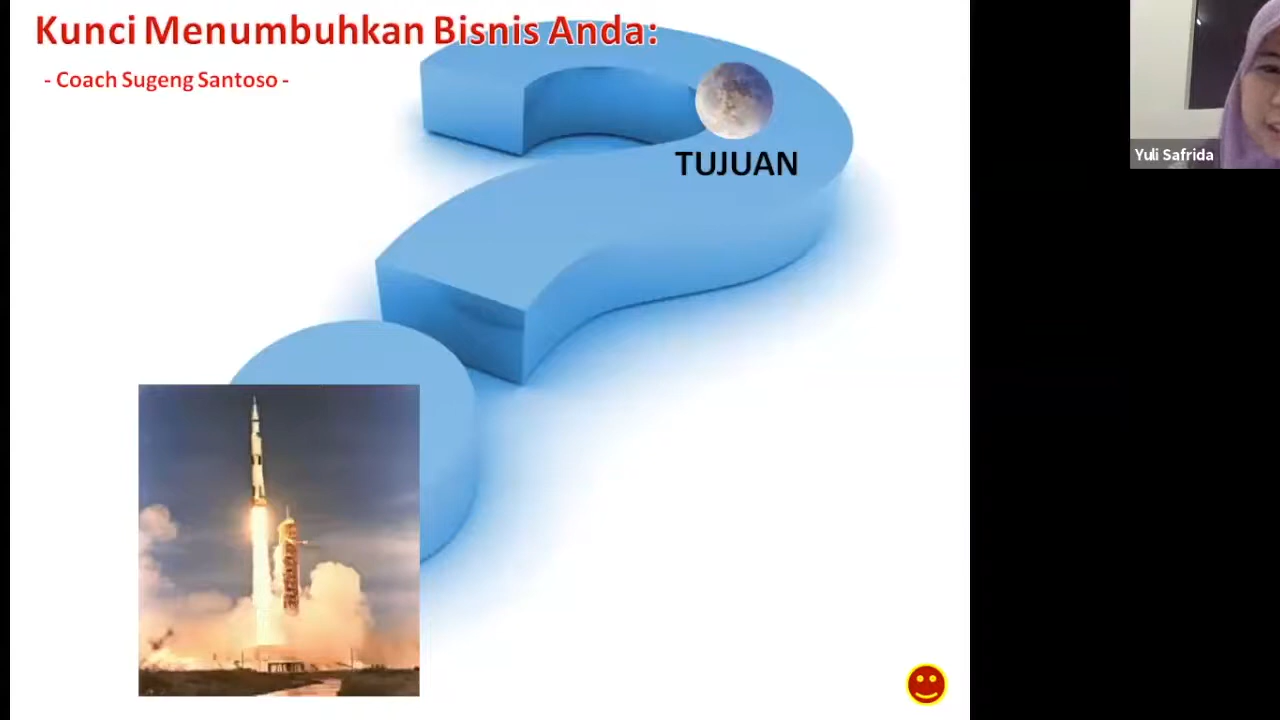 Kunci Menumbuhkan Bisnis Anda:
- Coach Sugeng Santoso -
TUJUAN
Yuli Safrida